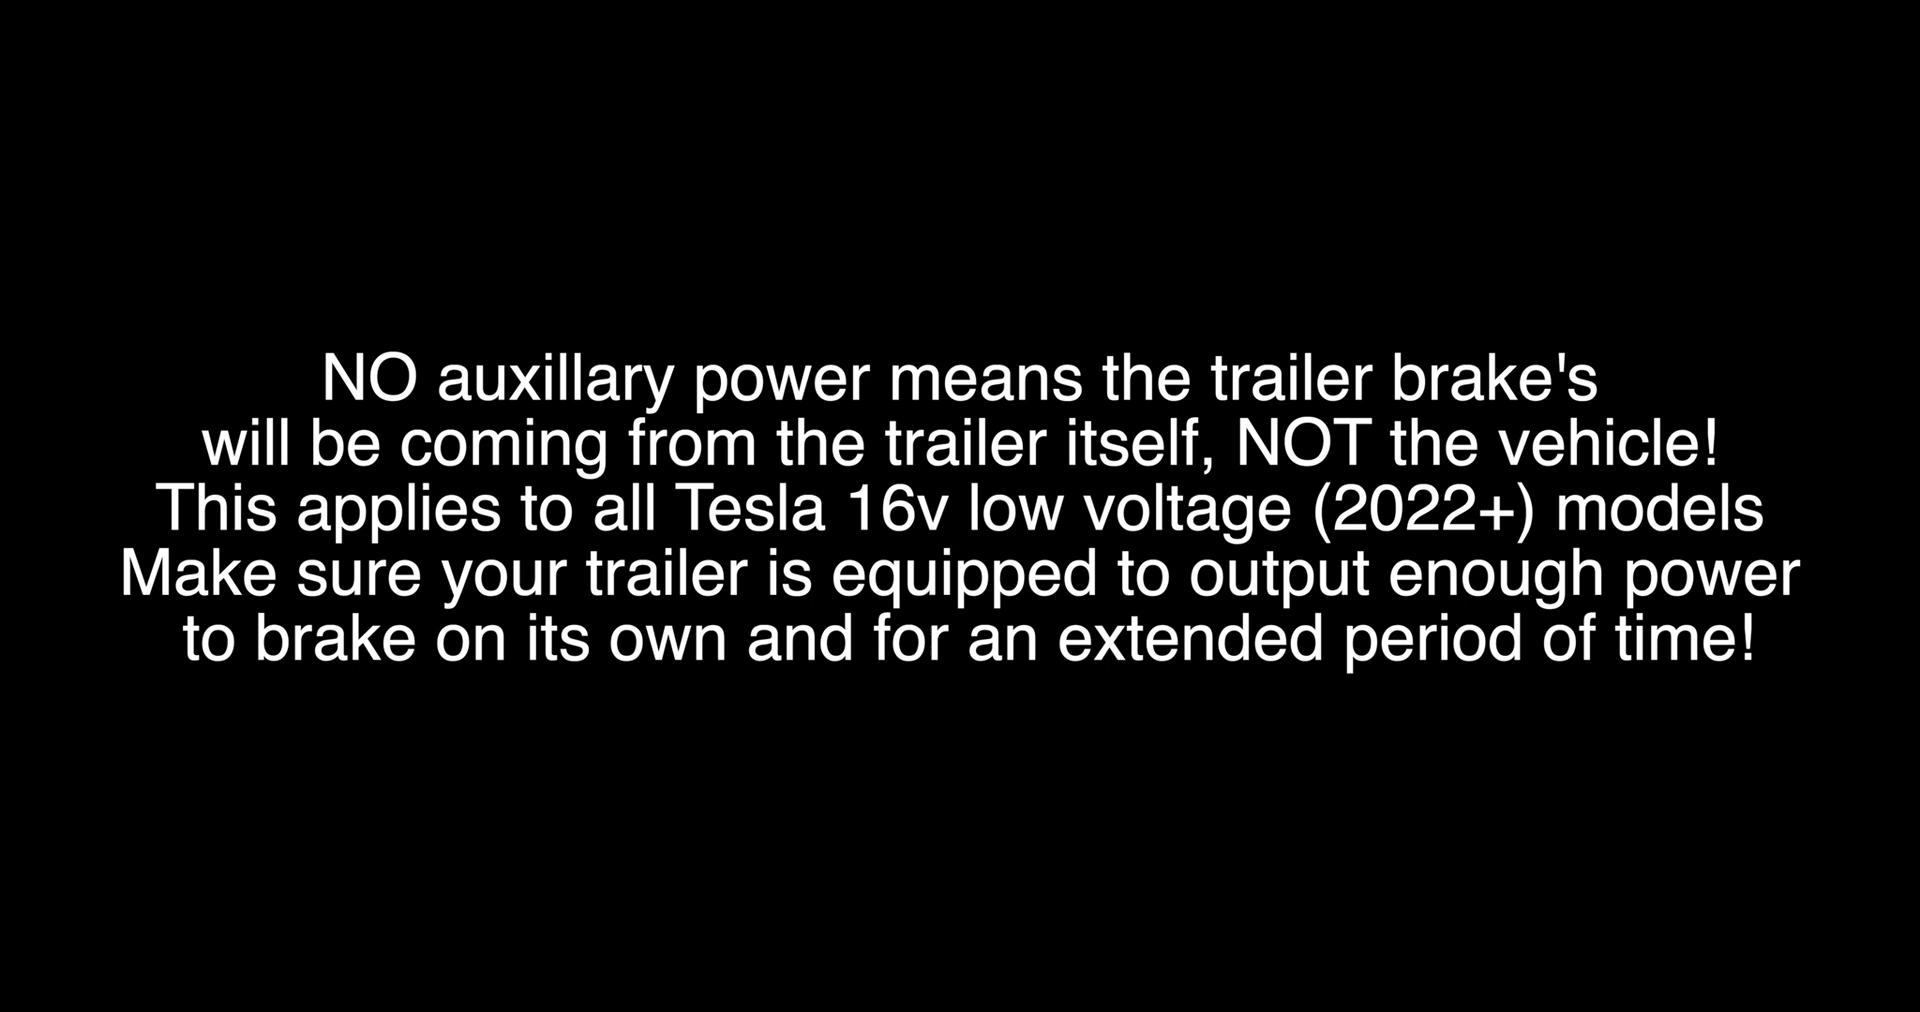 NO auxillary power means the trailer brake's
will be coming from the trailer itself, NOT the vehicle!
This applies to all Tesla 16v low voltage (2022+) models
Make sure your trailer is equipped to output enough power
to brake on its own and for an extended period of time!